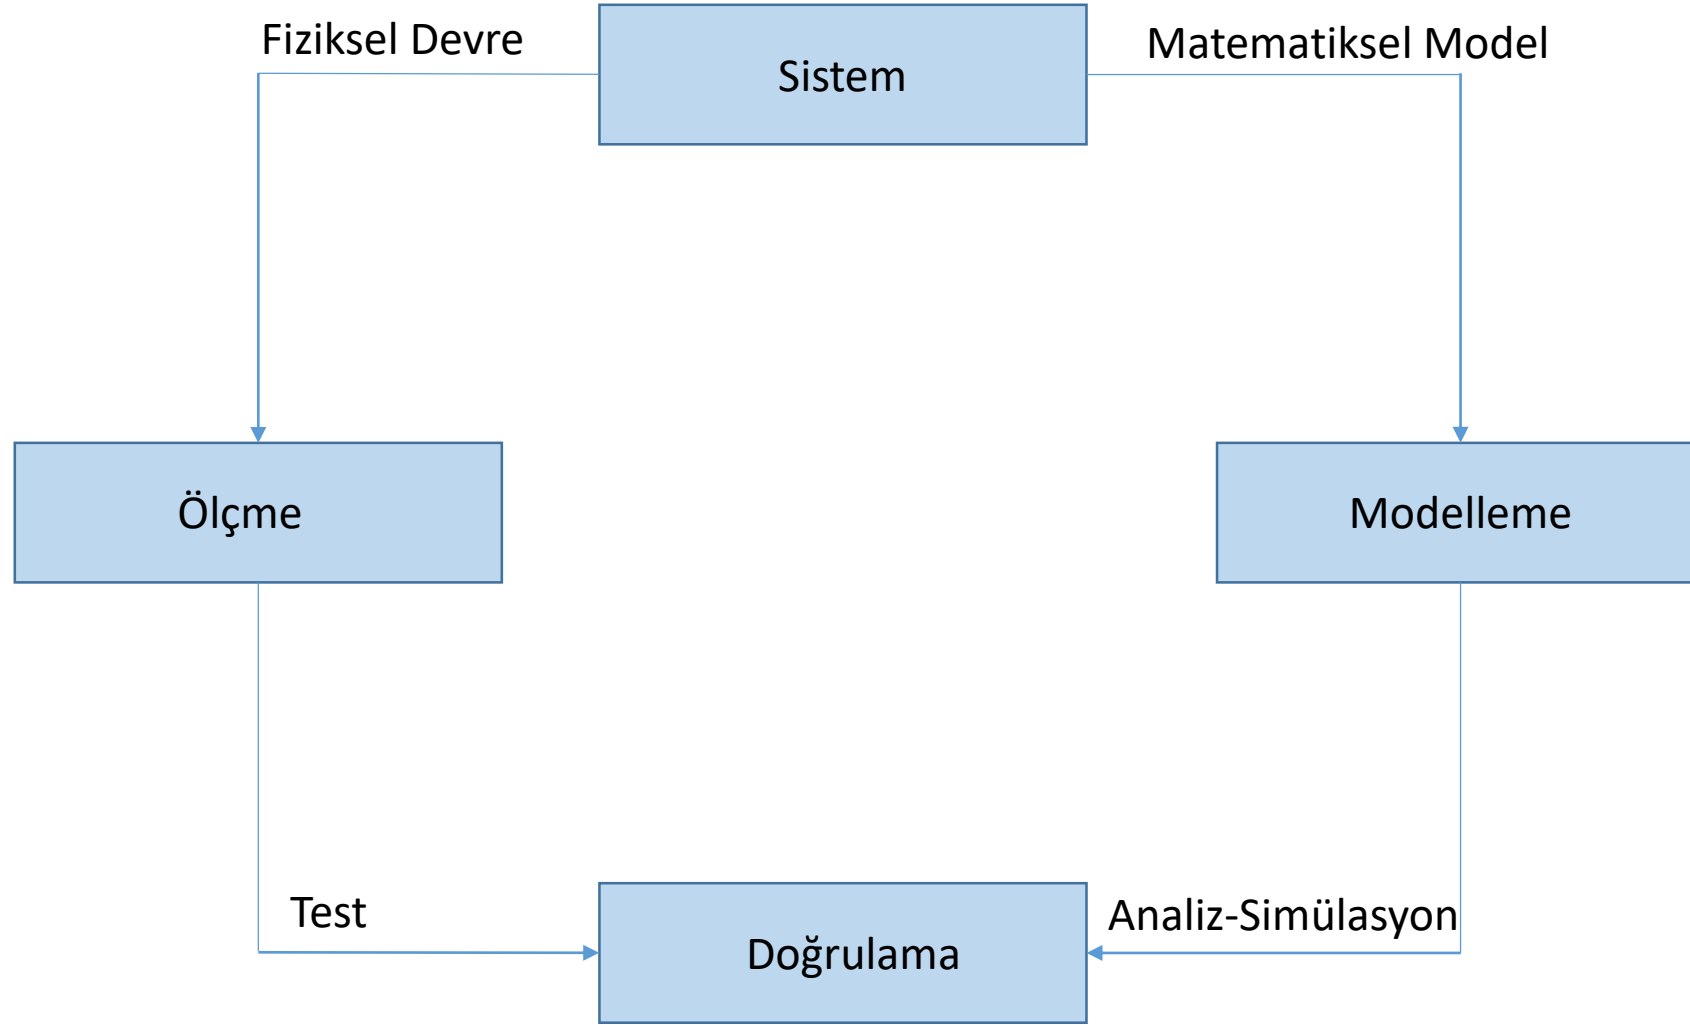 Fiziksel Devre
Sistem
Matematiksel Model
Ölçme
Modelleme
Test
Doğrulama
Analiz-Simülasyon